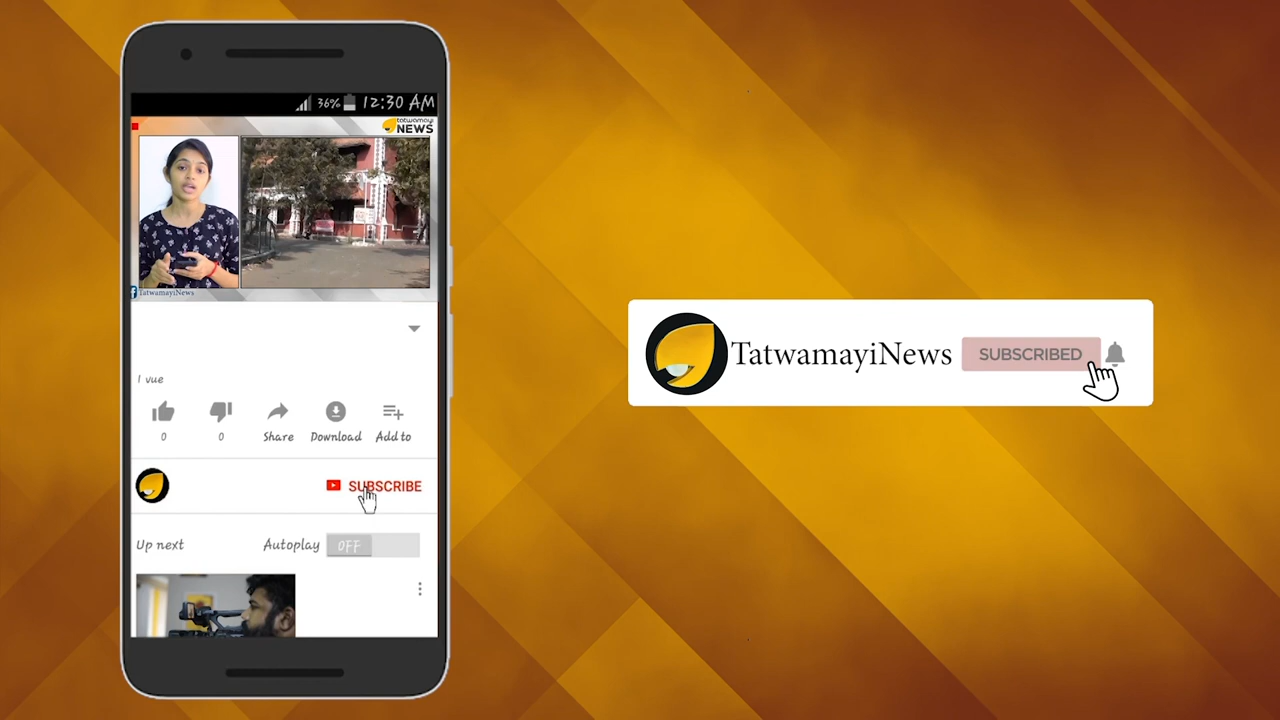 36% 12:30 AM
tatwamayi
NEWS
TatwamayiNews
1 vue
0
0
Share
Download
Add to
SUBSCRIBE
Up next
Autoplay
OFF
TatwamayiNews
SUBSCRIBED